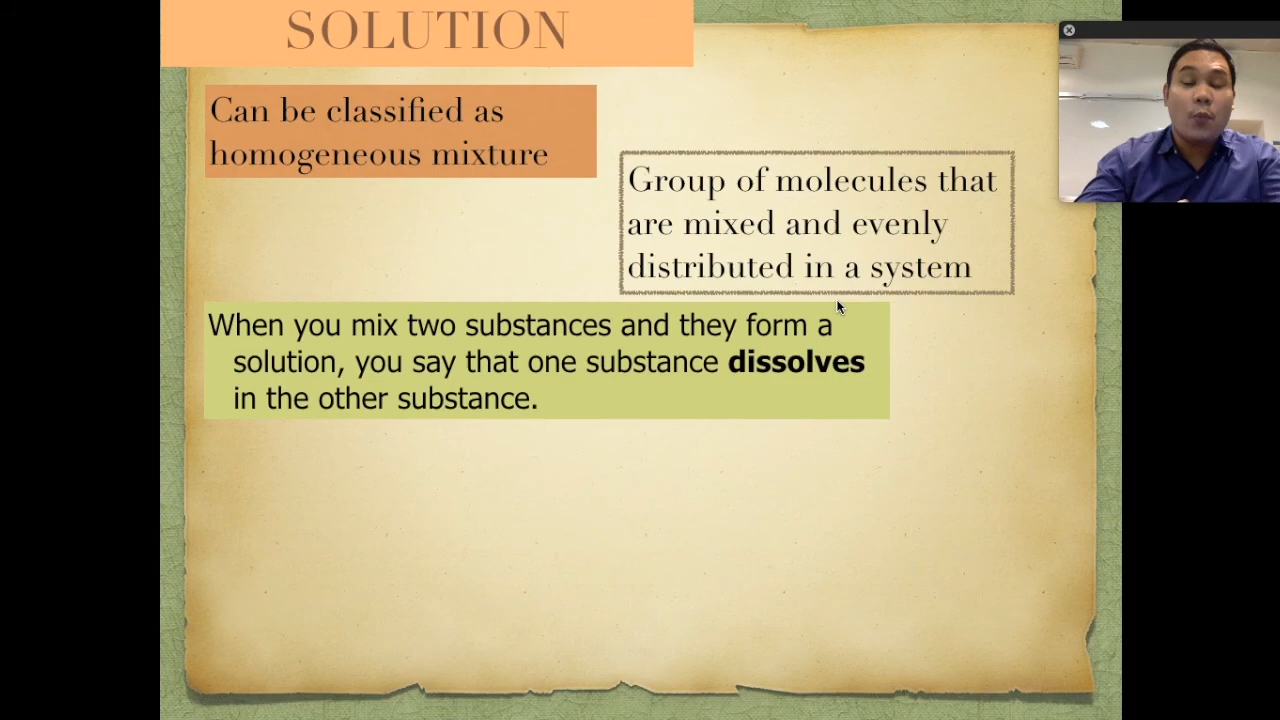 SOLUTION
Can be classified as
homogeneous mixture
Group of molecules that
are mixed and evenly
distributed in a system
When you mix two substances and they form a
solution, you say that one substance dissolves
in the other substance.